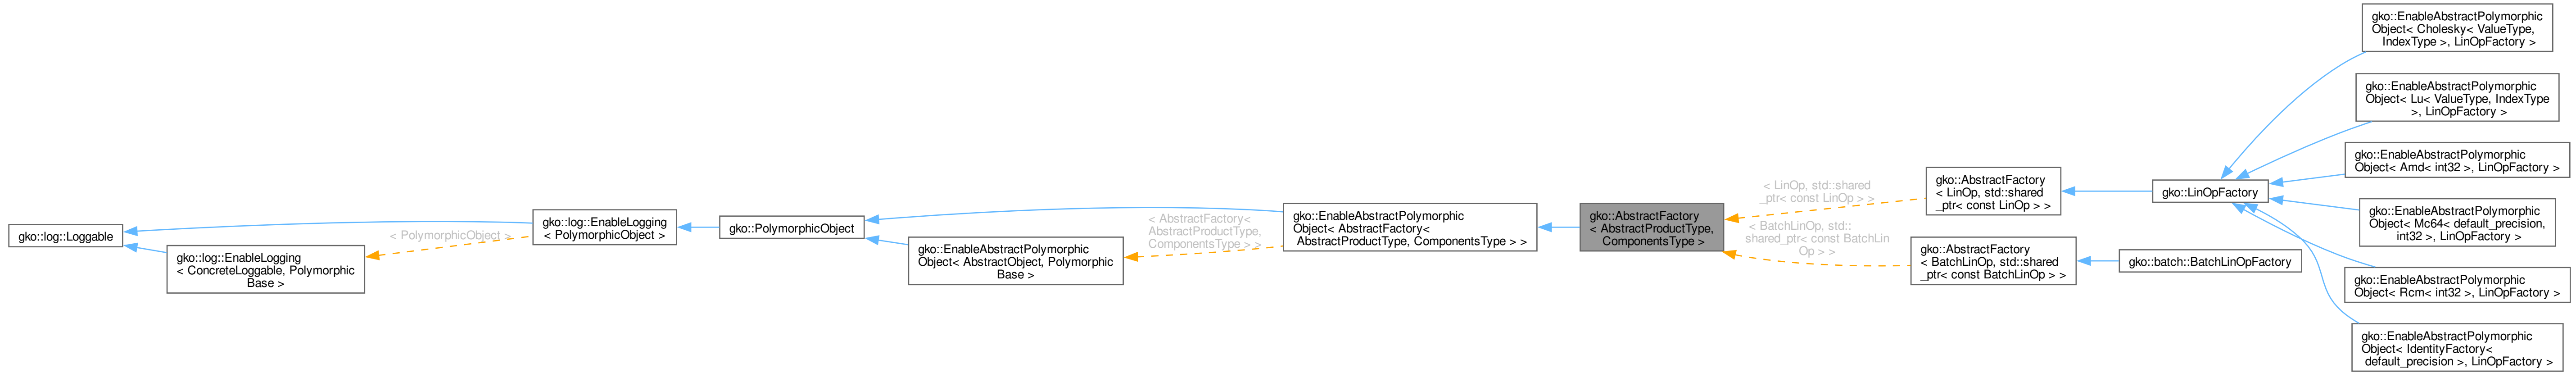 gko::log::Loggable
gko::log::EnableLogging
< ConcreteLoggable, Polymorphic
Base >
< PolymorphicObject >
gko::log::EnableLogging
< PolymorphicObject >
gko::PolymorphicObject
gko::EnableAbstractPolymorphic
Object< AbstractObject, Polymorphic
Base >
< AbstractFactory<
AbstractProductType,
ComponentsType > >
gko::EnableAbstractPolymorphic
Object< AbstractFactory<
AbstractProductType, ComponentsType > >
gko::AbstractFactory
< AbstractProductType,
ComponentsType >
< LinOp, std::shared
_ptr< const LinOp > >
< BatchLinOp, std::
shared_ptr< const BatchLin
Op > >
gko::AbstractFactory
< LinOp, std::shared
_ptr< const LinOp > >
gko::AbstractFactory
< BatchLinOp, std::shared
_ptr< const BatchLinOp > >
gko::LinOpFactory
gko::batch::BatchLinOpFactory
gko::EnableAbstractPolymorphic
Object< Cholesky< ValueType,
IndexType >, LinOpFactory >
gko::EnableAbstractPolymorphic
Object< Lu< ValueType, IndexType
>, LinOpFactory >
gko::EnableAbstractPolymorphic
Object< Amd< int32 >, LinOpFactory >
gko::EnableAbstractPolymorphic
Object< Mc64< default_precision,
int32 >, LinOpFactory >
gko::EnableAbstractPolymorphic
Object< Rcm< int32 >, LinOpFactory >
gko::EnableAbstractPolymorphic
Object< IdentityFactory<
default_precision >, LinOpFactory >